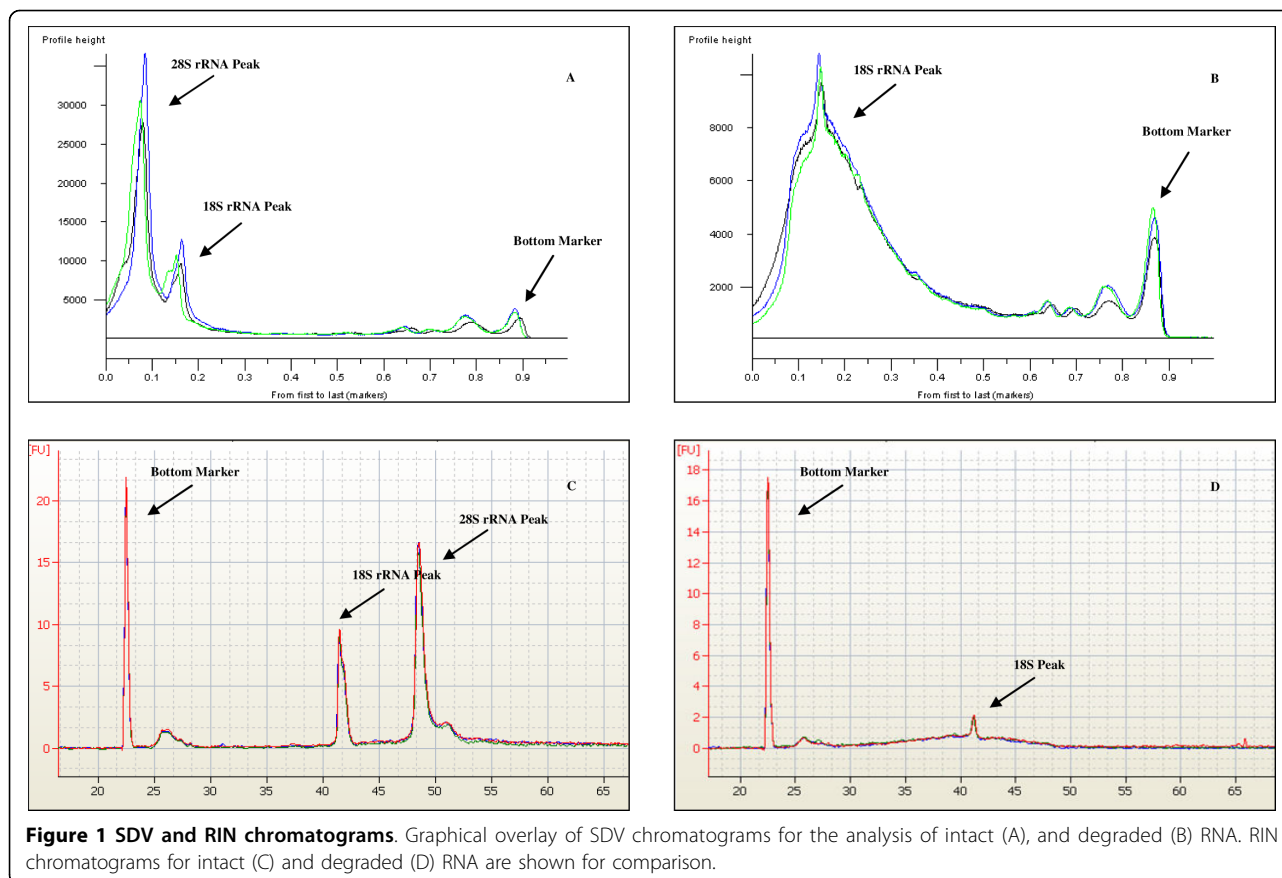 Profile height
28S rRNA Peak
A
30000
25000
20000
15000
10000
5000
18S rRNA Peak
Bottom Marker
0.0 0.1 0.2 0.3 0.4 0.5 0.6 0.7 0.8 0.9
From first to last (markers)
Profile height
18S rRNA Peak
B
8000
6000
4000
2000
Bottom Marker
0.0 0.1 0.2 0.3 0.4 0.5 0.6 0.7 0.8 0.9
From first to last (markers)
[FU]
Bottom Marker
C
28S rRNA Peak
18S rRNA Peak
20
15
10
5
0
20 25 30 35 40 45 50 55 60 65
[FU]
Bottom Marker
D
18S Peak
18
16
14
12
10
8
6
4
2
0
20 25 30 35 40 45 50 55 60 65
Figure 1 SDV and RIN chromatograms. Graphical overlay of SDV chromatograms for the analysis of intact (A), and degraded (B) RNA. RIN
chromatograms for intact (C) and degraded (D) RNA are shown for comparison.